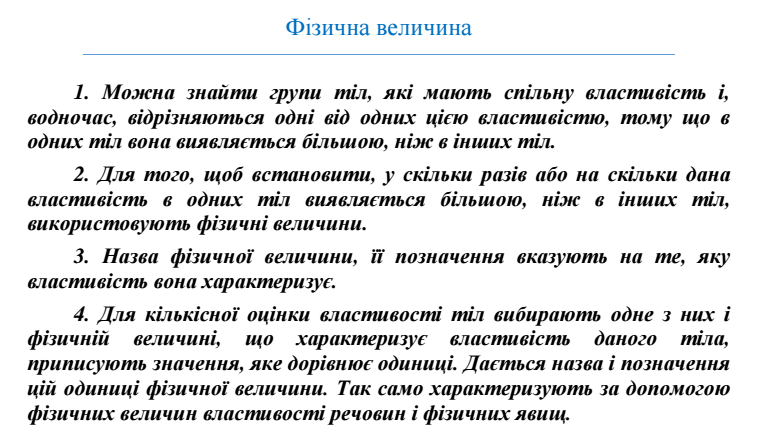 Фізична величина
1. Можна знайти групи тіл, які мають спільну властивість і,
водночас, відрізняються одні від одних цією властивістю, тому що в
одних тіл вона виявляється більшою, ніж в інших тіл.
2. Для того, щоб встановити, у скільки разів або на скільки дана
властивість в одних тіл виявляється більшою, ніж в інших тіл,
використовують фізичні величини.
3. Назва фізичної величини, її позначення вказують на те, яку
властивість вона характеризує.
4. Для кількісної оцінки властивості тіл вибирають одне з них і
фізичній величині, що характеризує властивість даного тіла,
приписують значення, яке дорівнює одиниці. Дається назва і позначення
цій одиниці фізичної величини. Так само характеризують за допомогою
фізичних величин властивості речовин і фізичних явищ.